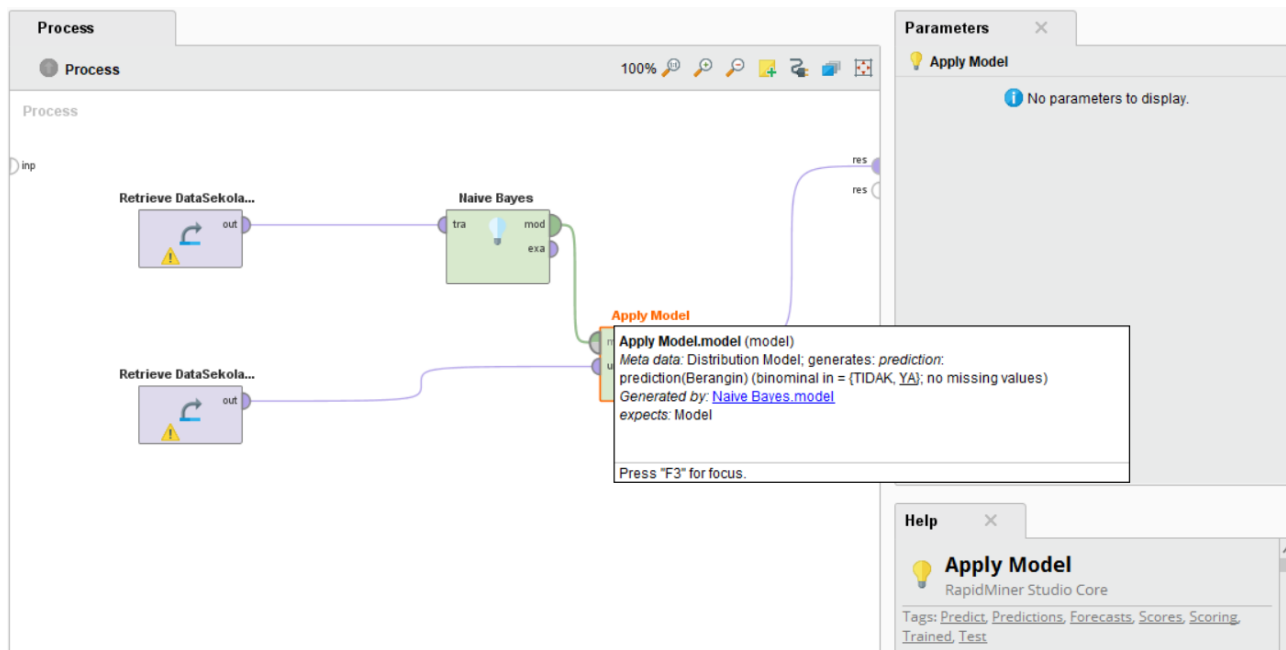 Process
Process
100%
Process
inp
res
res
Retrieve DataSekola...
out
Naive Bayes
tra
mod
exa
Retrieve DataSekola...
out
Apply Model
Apply Model.model (model)
Meta data: Distribution Model; generates: prediction:
prediction(Berangin) (binominal in = {TIDAK, YA}; no missing values)
Generated by: Naive Bayes.model
expects: Model
Press "F3" for focus.
Parameters
Apply Model
No parameters to display.
Help
Apply Model
RapidMiner Studio Core
Tags: Predict, Predictions, Forecasts, Scores, Scoring,
Trained, Test